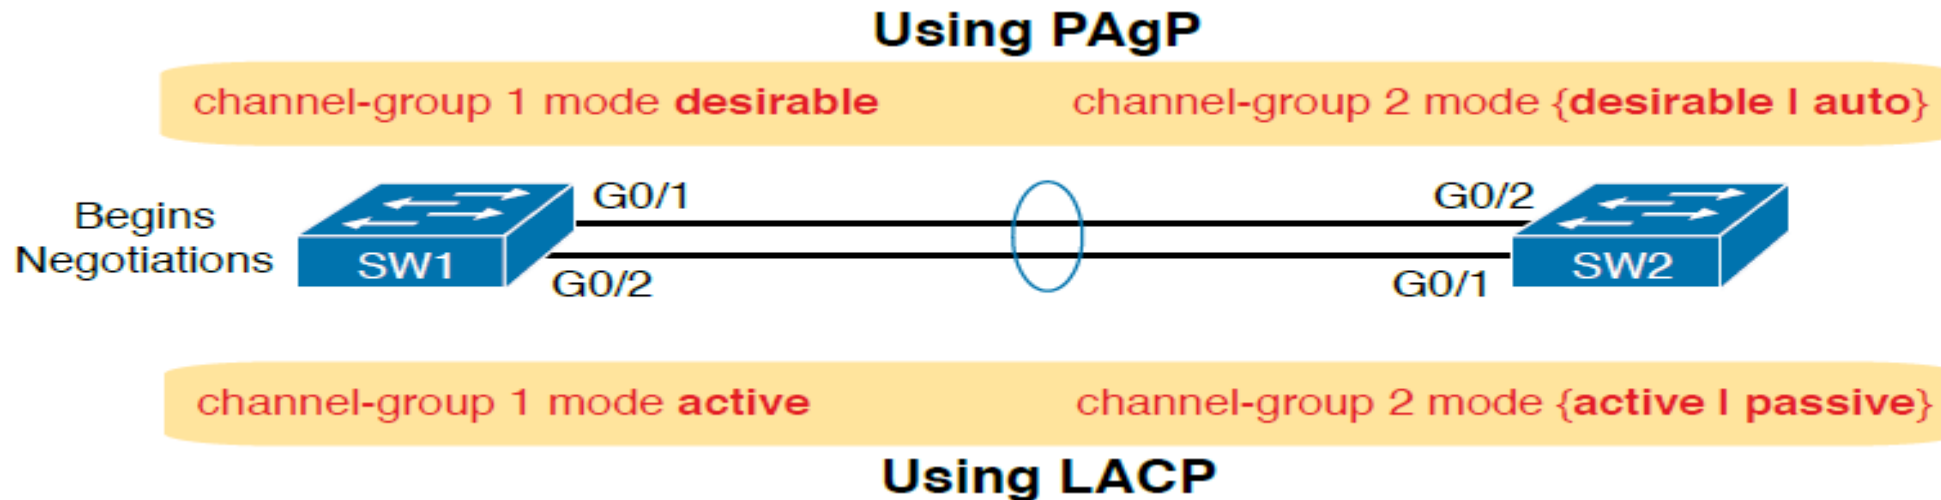 Using PAgP
channel-group 1 mode desirable
channel-group 2 mode {desirable | auto}
G0/1
G0/2
Begins
Negotiations
SW1
SW2
G0/2
G0/1
channel-group 1 mode active
channel-group 2 mode {active | passive}
Using LACP